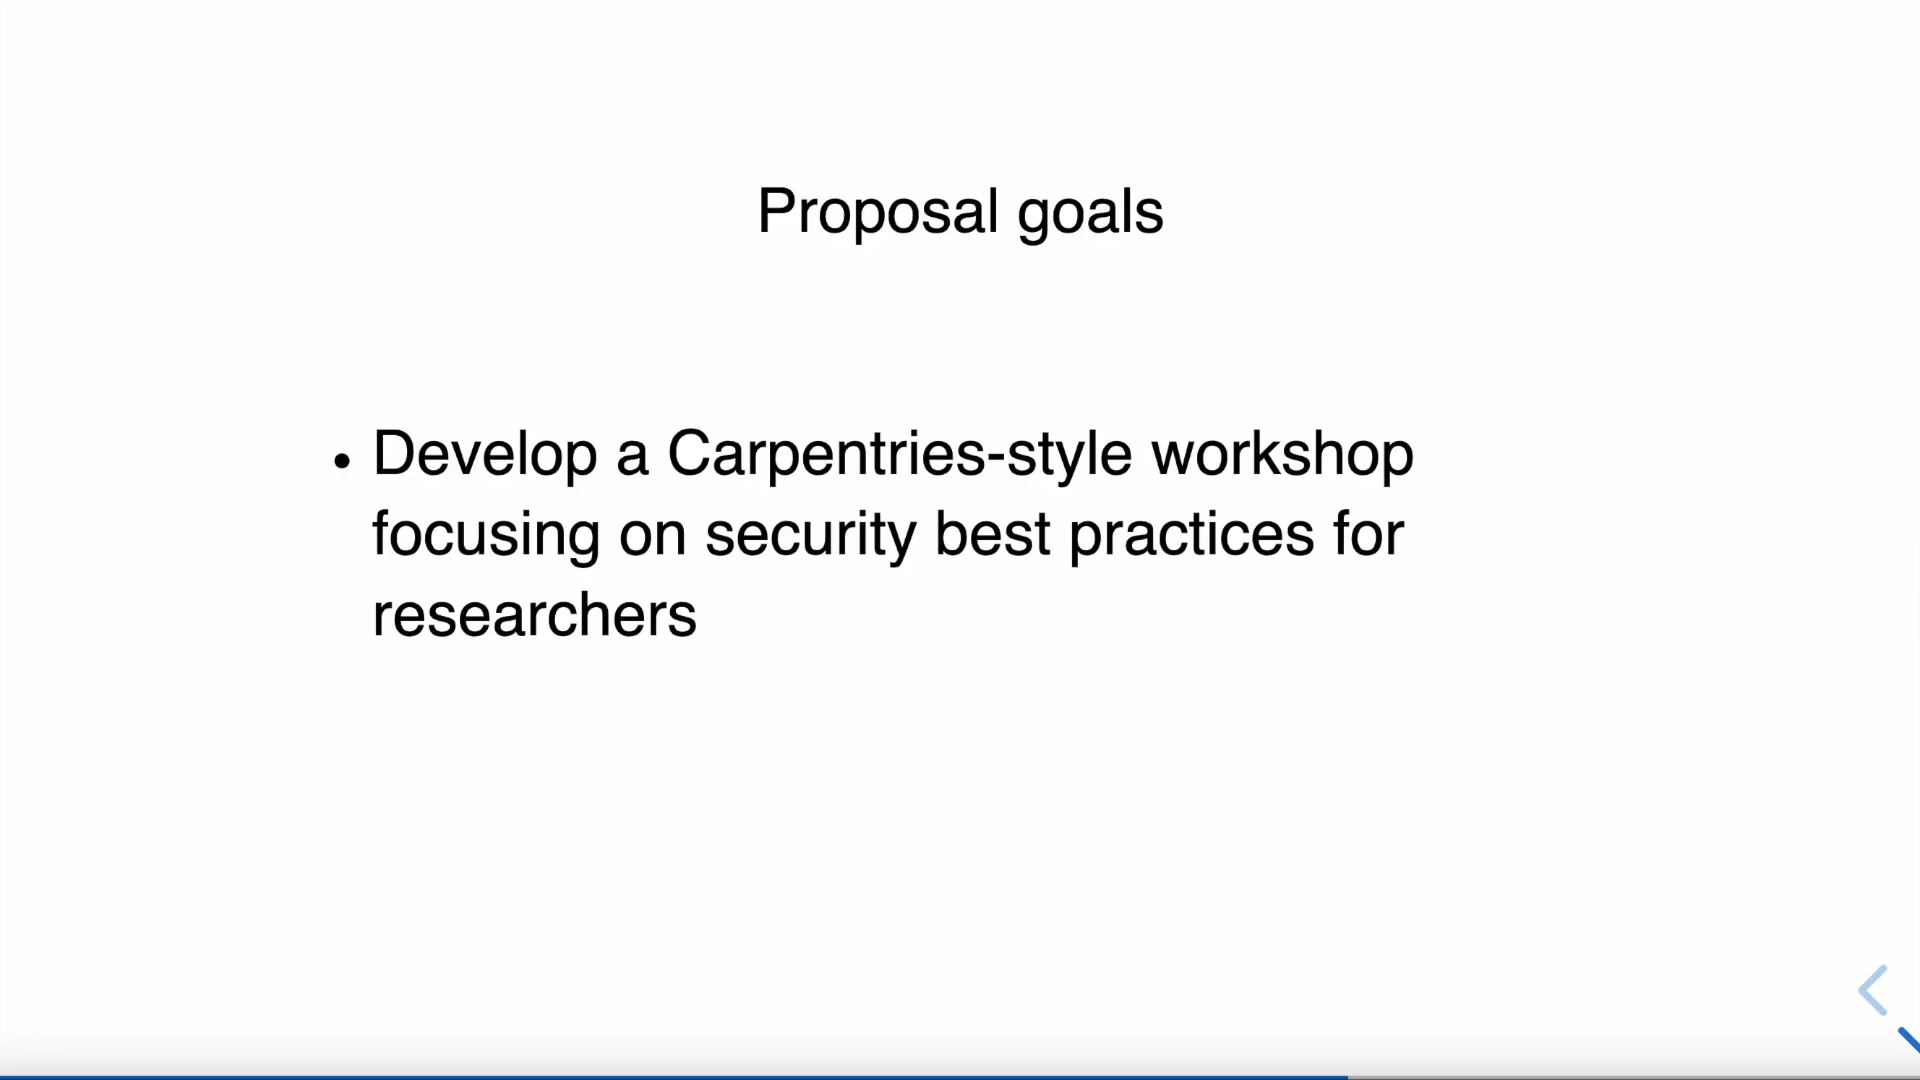 Proposal goals
• Develop a Carpentries-style workshop
focusing on security best practices for
researchers